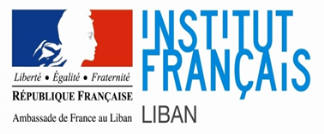 Liberté • Égalité • Fraternité
RÉPUBLIQUE FRANÇAISE
Ambassade de France au Liban
INSTITUT
FRANÇAIS
LIBAN